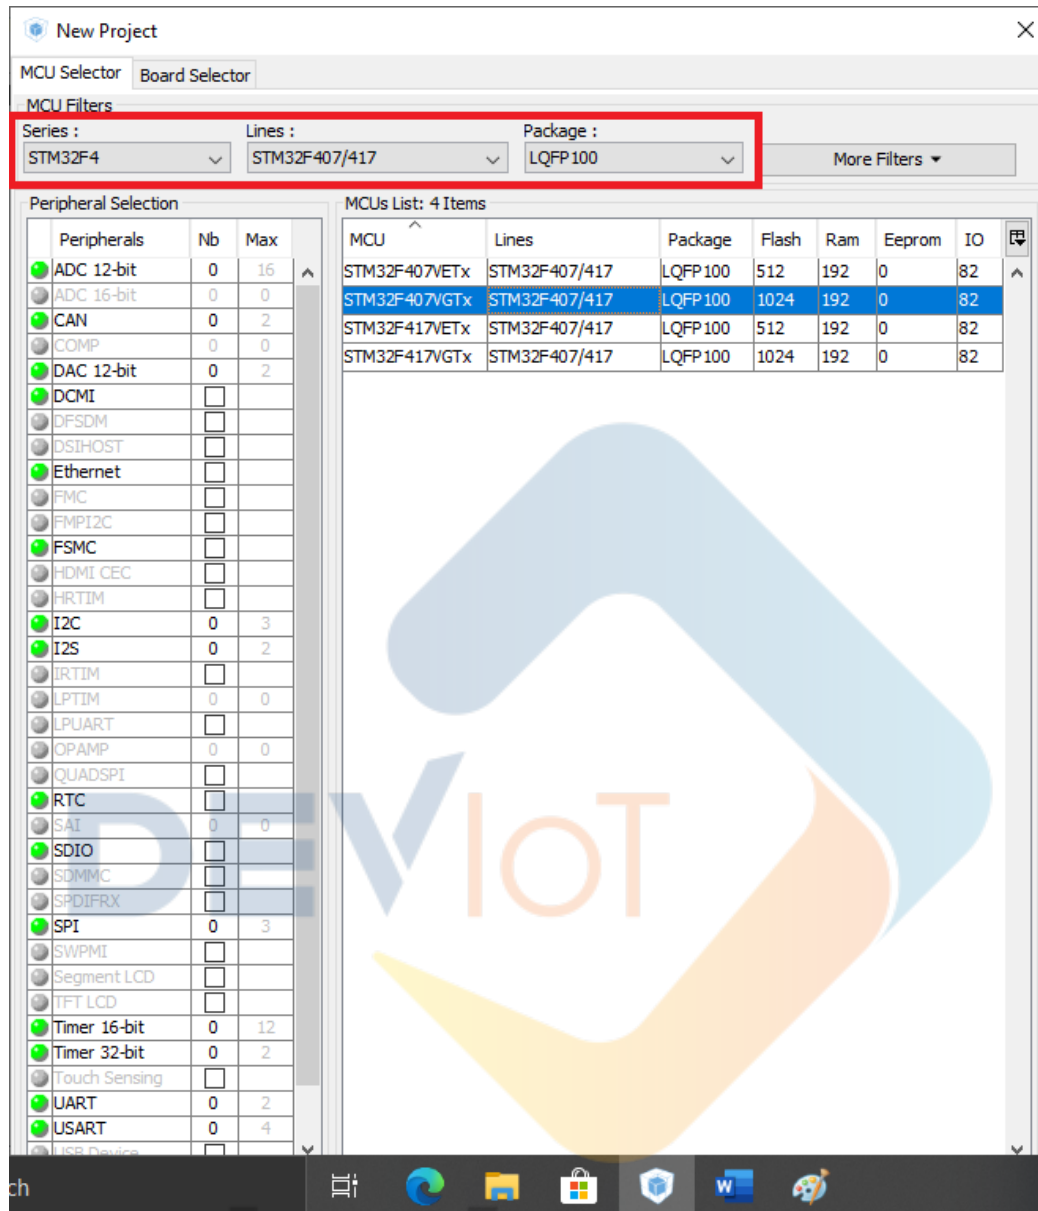 New Project
MCU Selector Board Selector
MCU Filters
Series : Lines : Package :
STM32F4 STM32F407/417 LQFP100 More Filters
Peripheral Selection MCUs List: 4 Items
Peripherals Nb Max MCU Lines Package Flash Ram Eeprom IO
ADC 12-bit 0 16 STM32F407VETx STM32F407/417 LQFP100 512 192 0 82
ADC 16-bit 0 0 STM32F407VGTx STM32F407/417 LQFP100 1024 192 0 82
CAN 0 2 STM32F417VETx STM32F407/417 LQFP100 512 192 0 82
COMP 0 0 STM32F417VGTx STM32F407/417 LQFP100 1024 192 0 82
DAC 12-bit 0 2
DCMI
DFSDM
DSIHOST
Ethernet
FMC
FMPI2C
FSMC
HDMI CEC
HRTIM
I2C 0 3
I2S 0 2
IRTIM
LPTIM 0 0
LPUART
OPAMP 0 0
QUADSPI
RTC
SAI 0 0
SDIO
SDMMC
SPDIFRX
SPI 0 3
SWPMI
Segment LCD
TFT LCD
Timer 16-bit 0 12
Timer 32-bit 0 2
Touch Sensing
UART 0 2
USART 0 4
USB Device
DEVIoT
ch
W